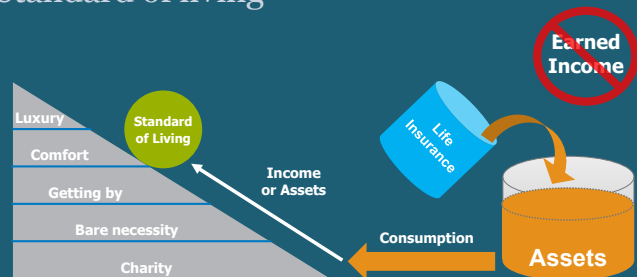 Standard of living
Earned
Income
Luxury
Standard
of Living
Life
Insurance
Comfort
Income
or Assets
Getting by
Bare necessity
Consumption
Assets
Charity